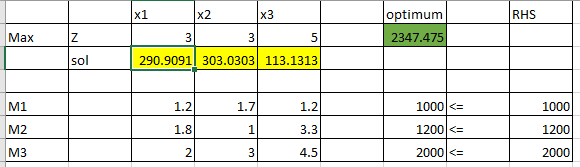 x1 x2 x3 optimum RHS
Max Z 3 3 5 2347.475
sol 290.9091 303.0303 113.1313
M1 1.2 1.7 1.2 1000 <= 1000
M2 1.8 1 3.3 1200 <= 1200
M3 2 3 4.5 2000 <= 2000